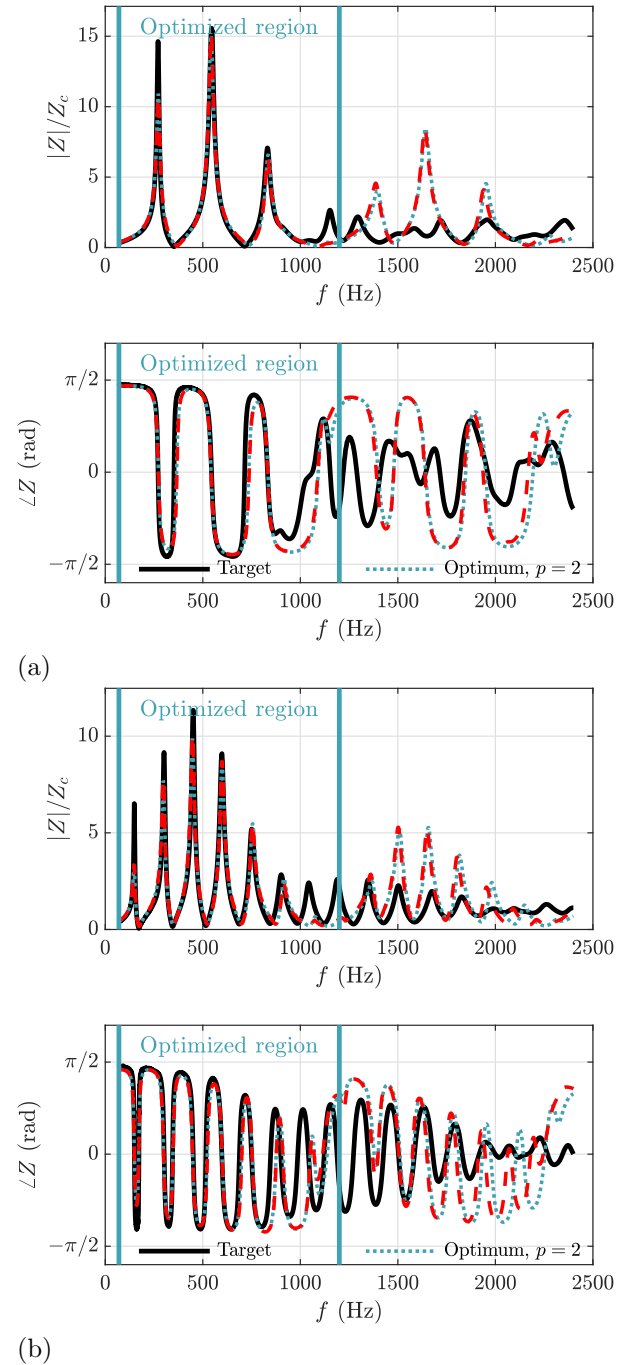 Optimized region
15
10
5
0
|Z|/Z_c
0 500 1000 1500 2000 2500
f (Hz)
Optimized region
π/2
0
−π/2
∠Z (rad)
Target Optimum, p = 2
0 500 1000 1500 2000 2500
f (Hz)
(a)
Optimized region
10
5
0
|Z|/Z_c
0 500 1000 1500 2000 2500
f (Hz)
Optimized region
π/2
0
−π/2
∠Z (rad)
Target Optimum, p = 2
0 500 1000 1500 2000 2500
f (Hz)
(b)